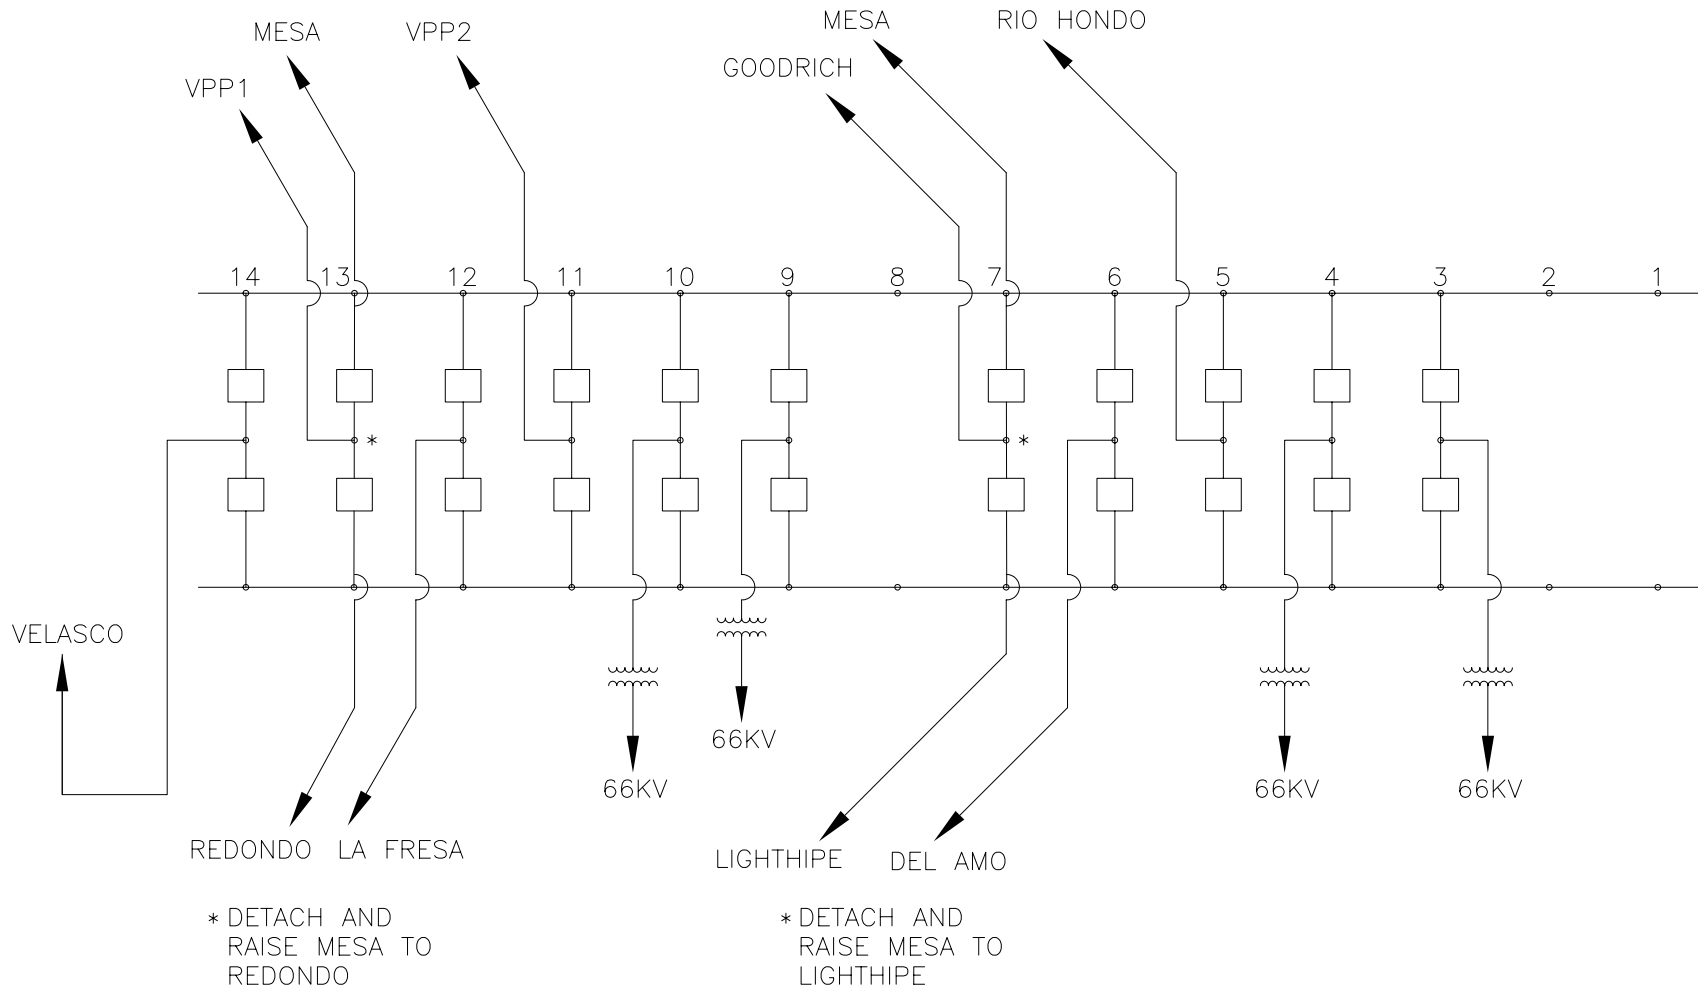 MESA
RIO HONDO
MESA
VPP2
GOODRICH
VPP1
14
13
12
11
10
9
8
7
6
5
4
3
2
1
*
*
VELASCO
66KV
66KV
66KV
66KV
REDONDO
LA FRESA
LIGHTHIPE
DEL AMO
* DETACH AND
RAISE MESA TO
REDONDO
* DETACH AND
RAISE MESA TO
LIGHTHIPE